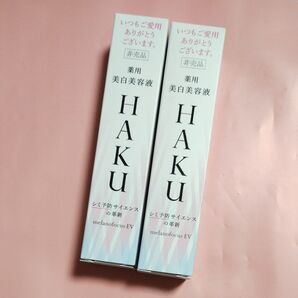 いつもご愛用
ありがとう
ございます。
非売品
薬用
美白美容液
HAKU
シミ予防サイエンス
の革新
melanofocus EV
いつもご愛用
ありがとう
ございます。
非売品
薬用
美白美容液
HAKU
シミ予防サイエンス
の革新
melanofocus EV